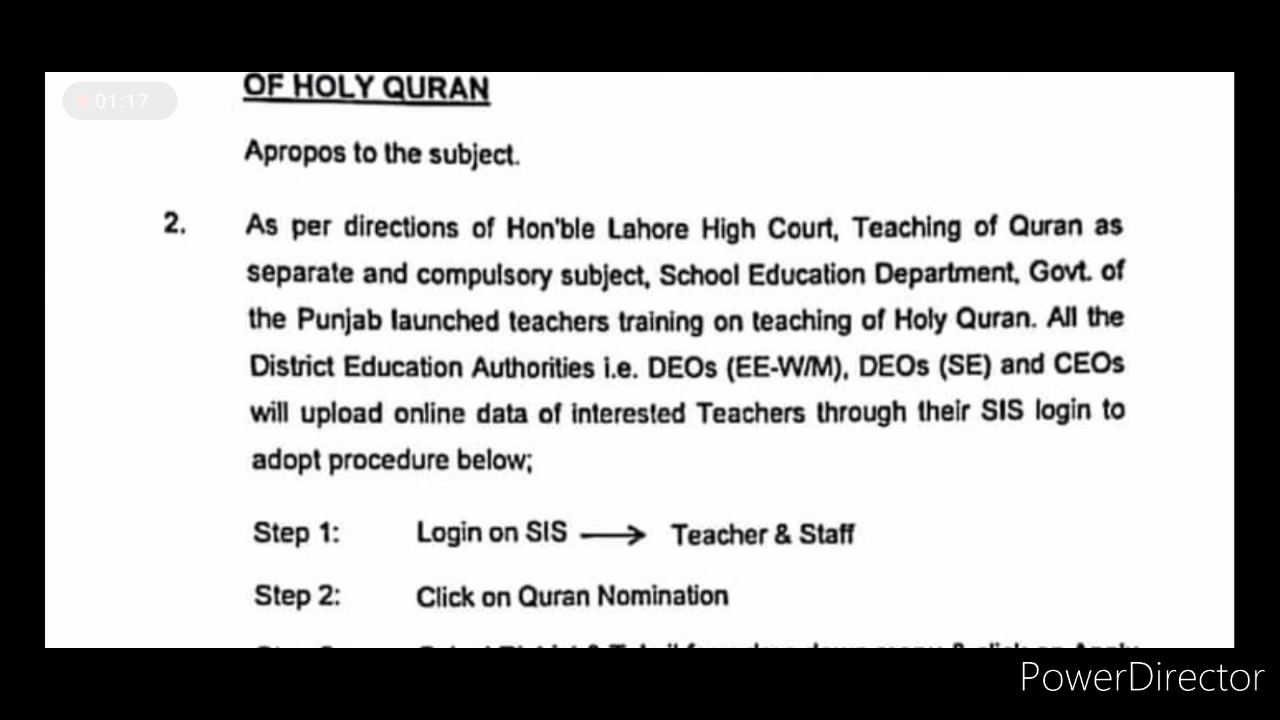 01:17
OF HOLY QURAN
Apropos to the subject.
2. As per directions of Hon'ble Lahore High Court, Teaching of Quran as
separate and compulsory subject, School Education Department, Govt. of
the Punjab launched teachers training on teaching of Holy Quran. All the
District Education Authorities i.e. DEOs (EE-W/M), DEOs (SE) and CEOs
will upload online data of interested Teachers through their SIS login to
adopt procedure below;
Step 1: Login on SIS → Teacher & Staff
Step 2: Click on Quran Nomination
PowerDirector